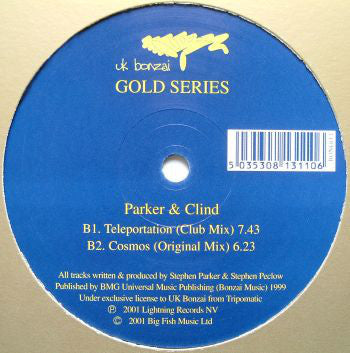 uk bonzai
GOLD SERIES
5 035308 131106
Parker & Clind
B1. Teleportation (Club Mix) 7.43
B2. Cosmos (Original Mix) 6.23
All tracks written & produced by Stephen Parker & Stephen Peclow
Published by BMG Universal Music Publishing (Bonzai Music) 1999
Under exclusive license to UK Bonzai from Tripomatic
℗ 2001 Lightning Records NV
© 2001 Big Fish Music Ltd